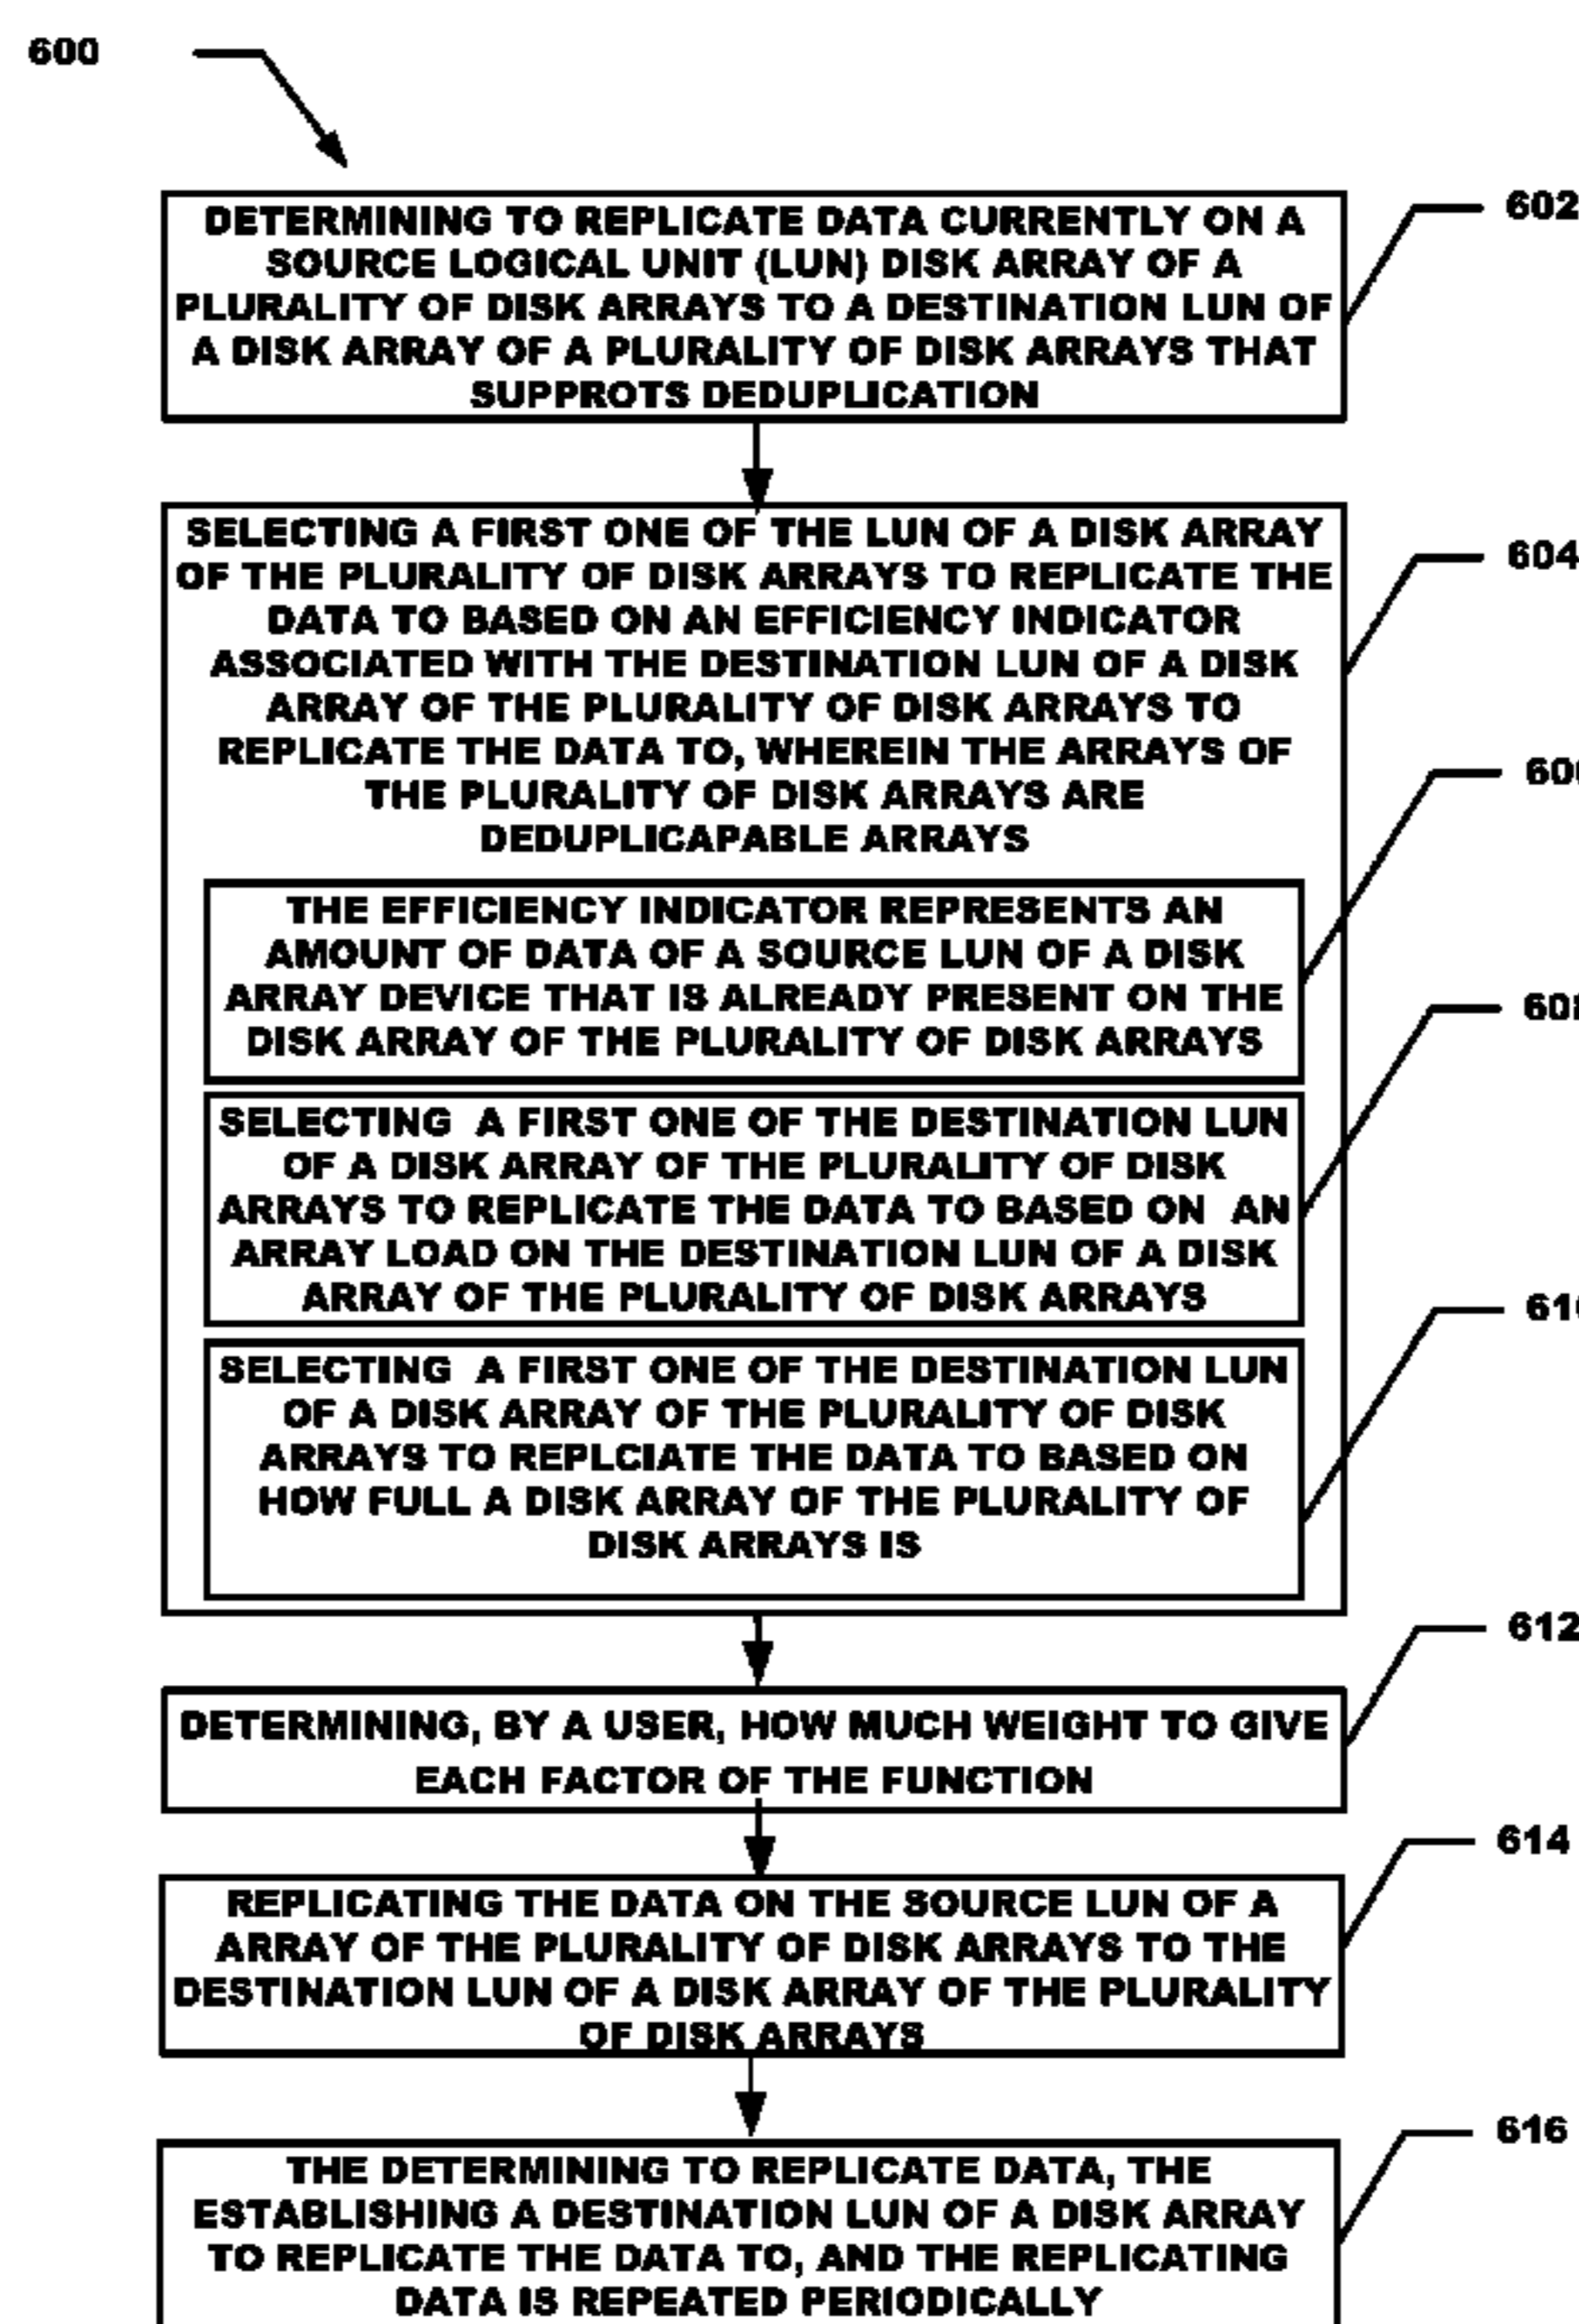 600
602
DETERMINING TO REPLICATE DATA CURRENTLY ON A
SOURCE LOGICAL UNIT (LUN) DISK ARRAY OF A
PLURALITY OF DISK ARRAYS TO A DESTINATION LUN OF
A DISK ARRAY OF A PLURALITY OF DISK ARRAYS THAT
SUPPROTS DEDUPLICATION
604
SELECTING A FIRST ONE OF THE LUN OF A DISK ARRAY
OF THE PLURALITY OF DISK ARRAYS TO REPLICATE THE
DATA TO BASED ON AN EFFICIENCY INDICATOR
ASSOCIATED WITH THE DESTINATION LUN OF A DISK
ARRAY OF THE PLURALITY OF DISK ARRAYS TO
REPLICATE THE DATA TO, WHEREIN THE ARRAYS OF
THE PLURALITY OF DISK ARRAYS ARE
DEDUPLICAPABLE ARRAYS
606
THE EFFICIENCY INDICATOR REPRESENTS AN
AMOUNT OF DATA OF A SOURCE LUN OF A DISK
ARRAY DEVICE THAT IS ALREADY PRESENT ON THE
DISK ARRAY OF THE PLURALITY OF DISK ARRAYS
608
SELECTING A FIRST ONE OF THE DESTINATION LUN
OF A DISK ARRAY OF THE PLURALITY OF DISK
ARRAYS TO REPLICATE THE DATA TO BASED ON AN
ARRAY LOAD ON THE DESTINATION LUN OF A DISK
ARRAY OF THE PLURALITY OF DISK ARRAYS
610
SELECTING A FIRST ONE OF THE DESTINATION LUN
OF A DISK ARRAY OF THE PLURALITY OF DISK
ARRAYS TO REPLCIATE THE DATA TO BASED ON
HOW FULL A DISK ARRAY OF THE PLURALITY OF
DISK ARRAYS IS
612
DETERMINING, BY A USER, HOW MUCH WEIGHT TO GIVE
EACH FACTOR OF THE FUNCTION
614
REPLICATING THE DATA ON THE SOURCE LUN OF A
ARRAY OF THE PLURALITY OF DISK ARRAYS TO THE
DESTINATION LUN OF A DISK ARRAY OF THE PLURALITY
OF DISK ARRAYS
616
THE DETERMINING TO REPLICATE DATA, THE
ESTABLISHING A DESTINATION LUN OF A DISK ARRAY
TO REPLICATE THE DATA TO, AND THE REPLICATING
DATA IS REPEATED PERIODICALLY